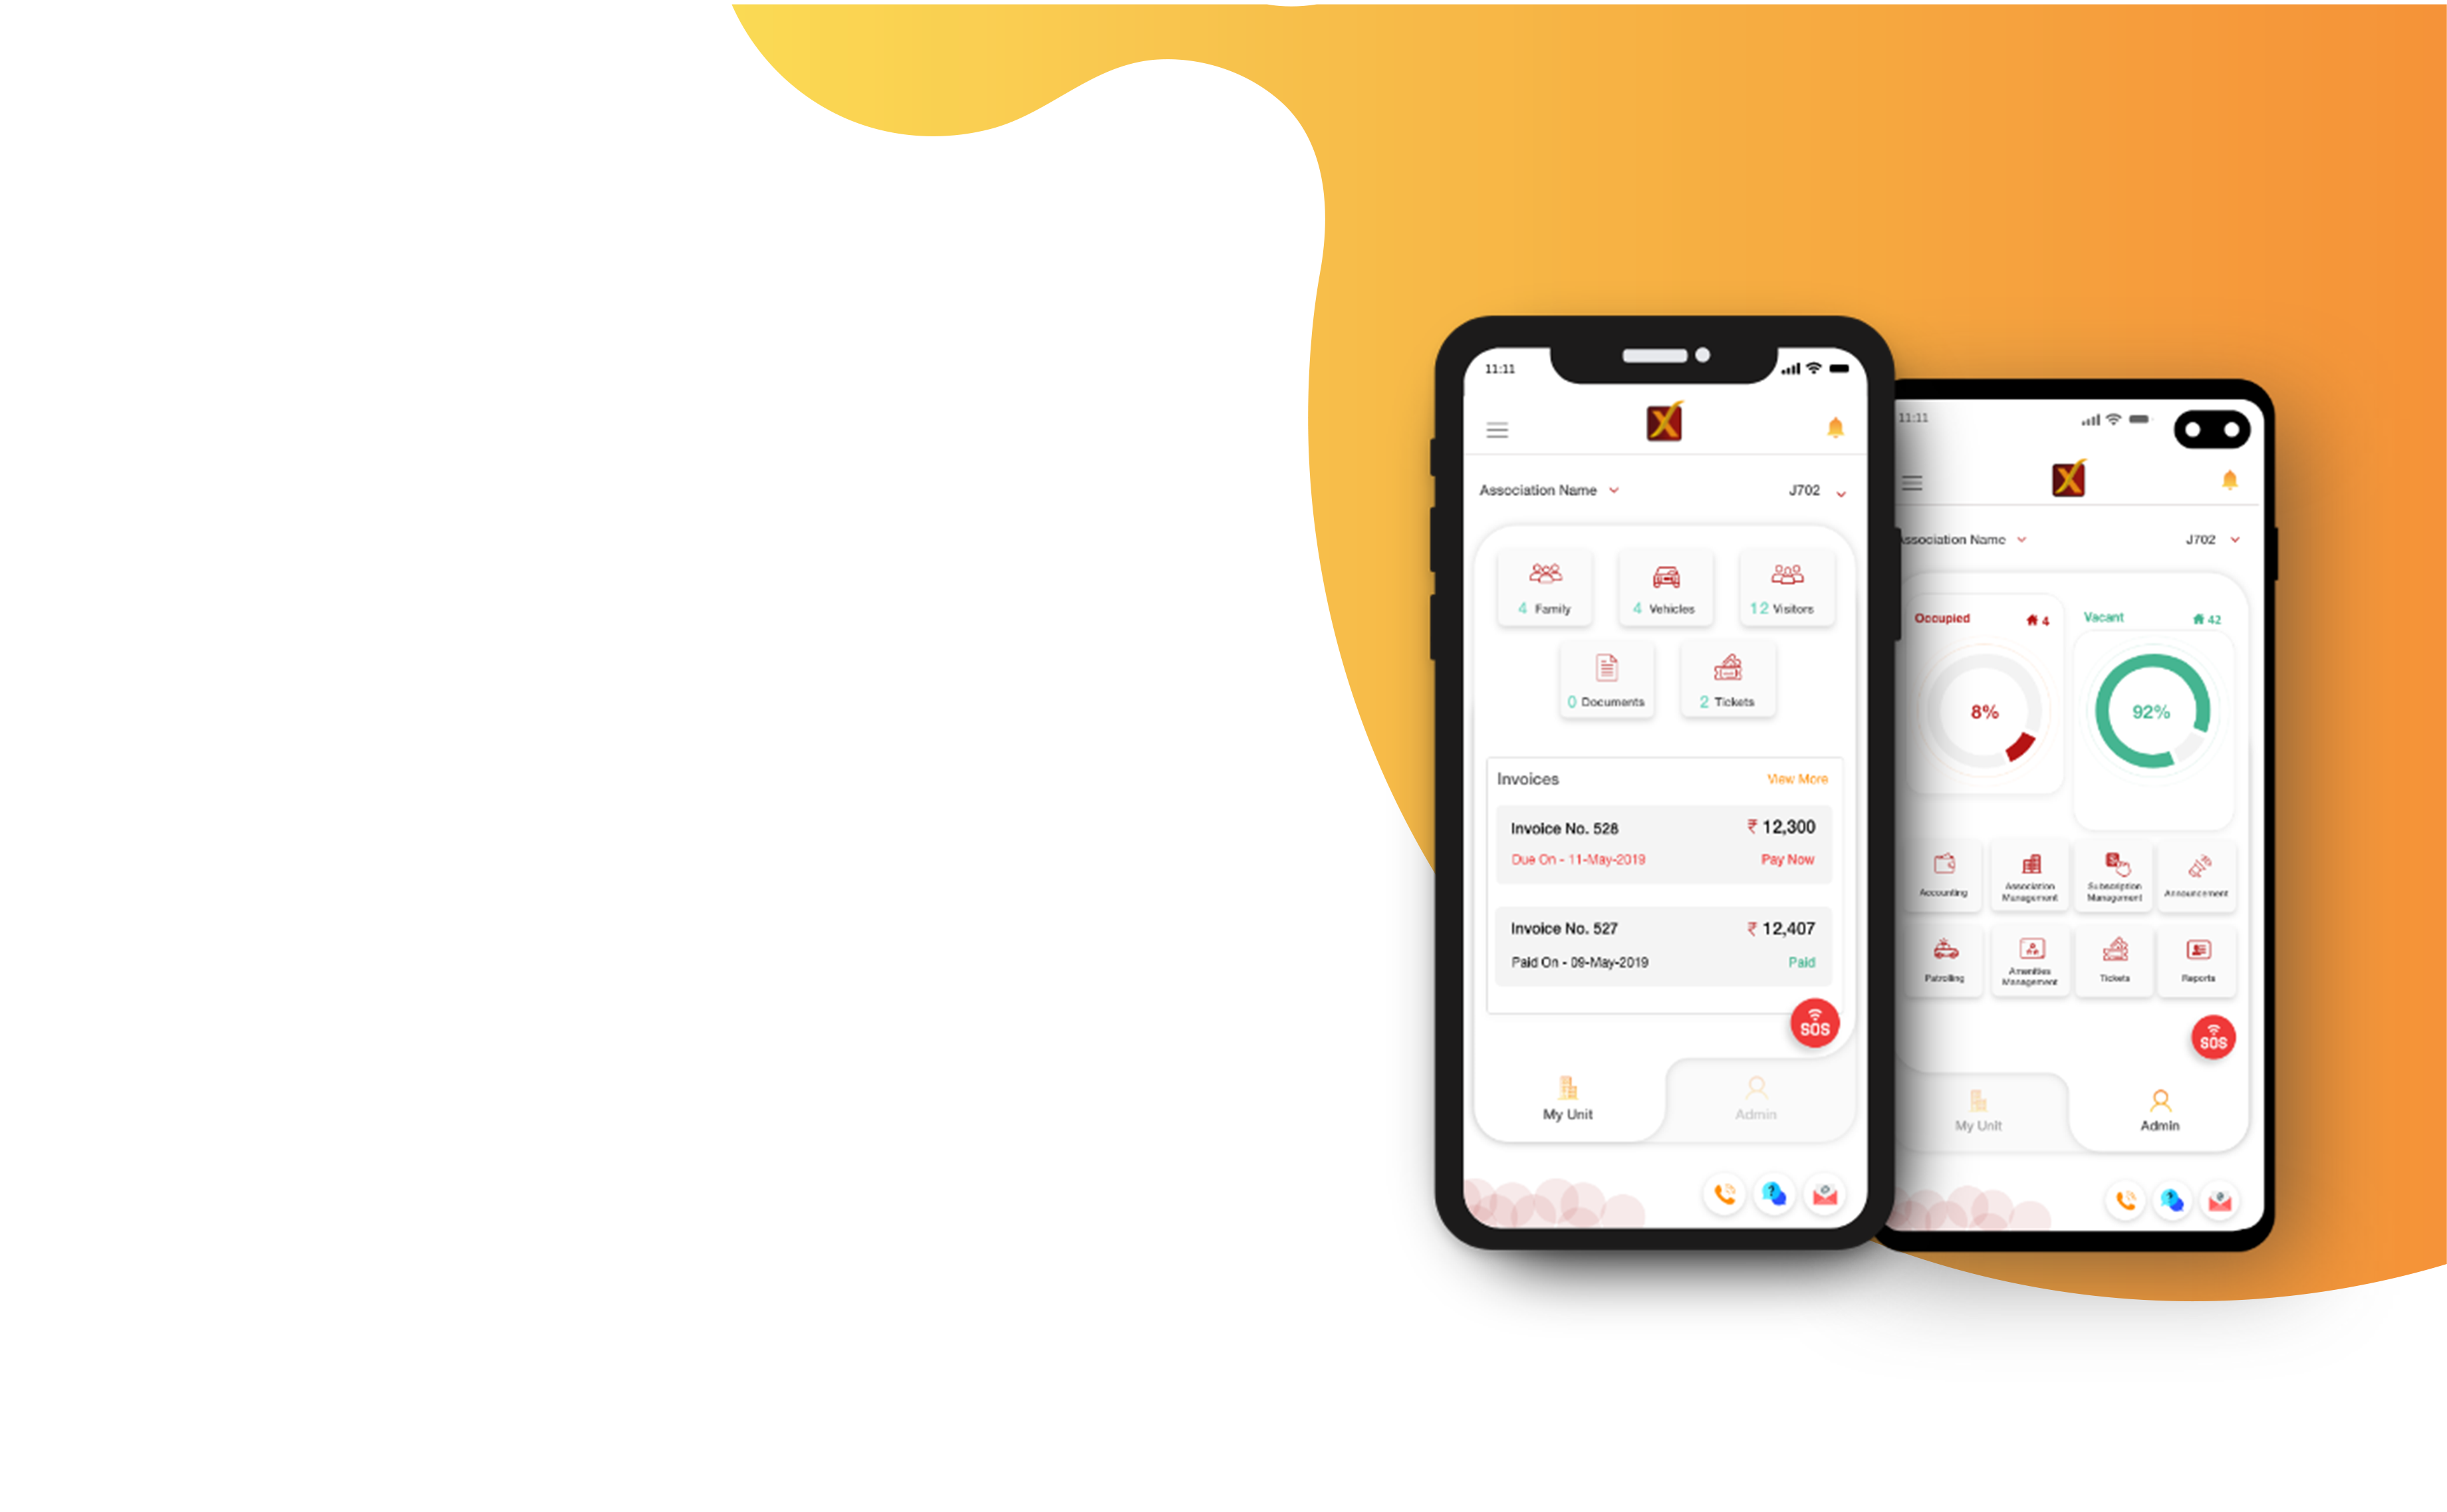 11:11
Association Name
J702
4 Family
4 Vehicles
12 Visitors
0 Documents
2 Tickets
Invoices
View More
Invoice No. 528
₹ 12,300
Due On - 11-May-2019
Pay Now
Invoice No. 527
₹ 12,407
Paid On - 09-May-2019
Paid
SOS
My Unit
Admin
11:11
Association Name
J702
Occupied
4
Vacant
42
8%
92%
Accounting
Association
Management
Subscription
Management
Announcement
Patrolling
Amenities
Management
Tickets
Reports
SOS
My Unit
Admin